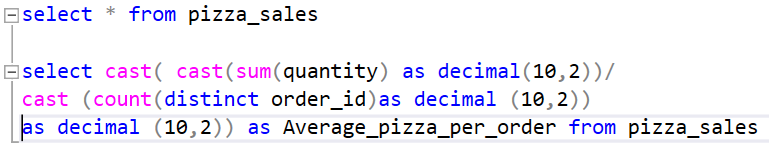 select * from pizza_sales
select cast( cast(sum(quantity) as decimal(10,2))/
cast (count(distinct order_id)as decimal (10,2))
as decimal (10,2)) as Average_pizza_per_order from pizza_sales